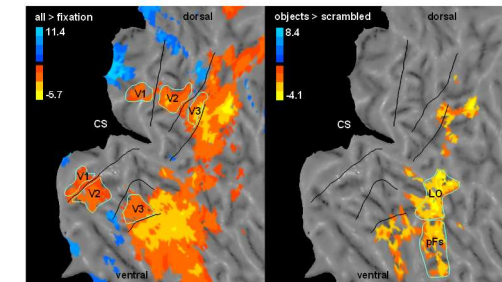 all > fixation
11.4
-5.7
dorsal
V1
V2
V3
CS
V1
V2
V3
ventral
objects > scrambled
8.4
-4.1
dorsal
CS
LO
pFs
ventral